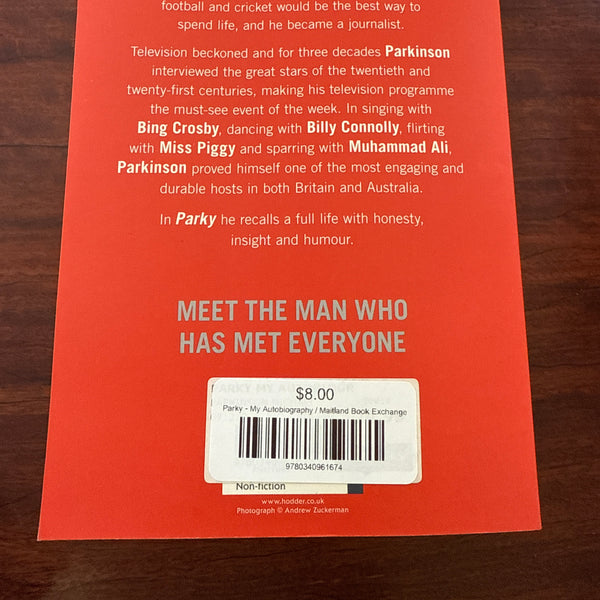 football and cricket would be the best way to
spend life, and he became a journalist.
Television beckoned and for three decades Parkinson
interviewed the great stars of the twentieth and
twenty-first centuries, making his television programme
the must-see event of the week. In singing with
Bing Crosby, dancing with Billy Connolly, flirting
with Miss Piggy and sparring with Muhammad Ali,
Parkinson proved himself one of the most engaging and
durable hosts in both Britain and Australia.
In Parky he recalls a full life with honesty,
insight and humour.
MEET THE MAN WHO
HAS MET EVERYONE
$8.00
Parky - My Autobiography / Maitland Book Exchange
9780340961674
Non-fiction
www.hodder.co.uk
Photograph © Andrew Zuckerman